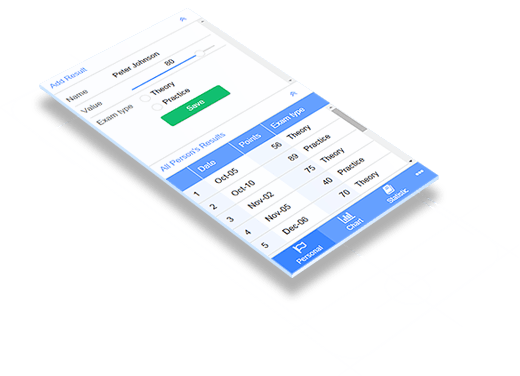 Add Result
Name Peter Johnson
Value 80
Exam type Theory
Practice
Save
All Person's Results
Date Points Exam type
1 Oct-05 56 Theory
2 Oct-10 89 Practice
3 Nov-02 75 Theory
4 Nov-05 40 Practice
5 Dec-06 70 Theory
Personal Chart Statistic